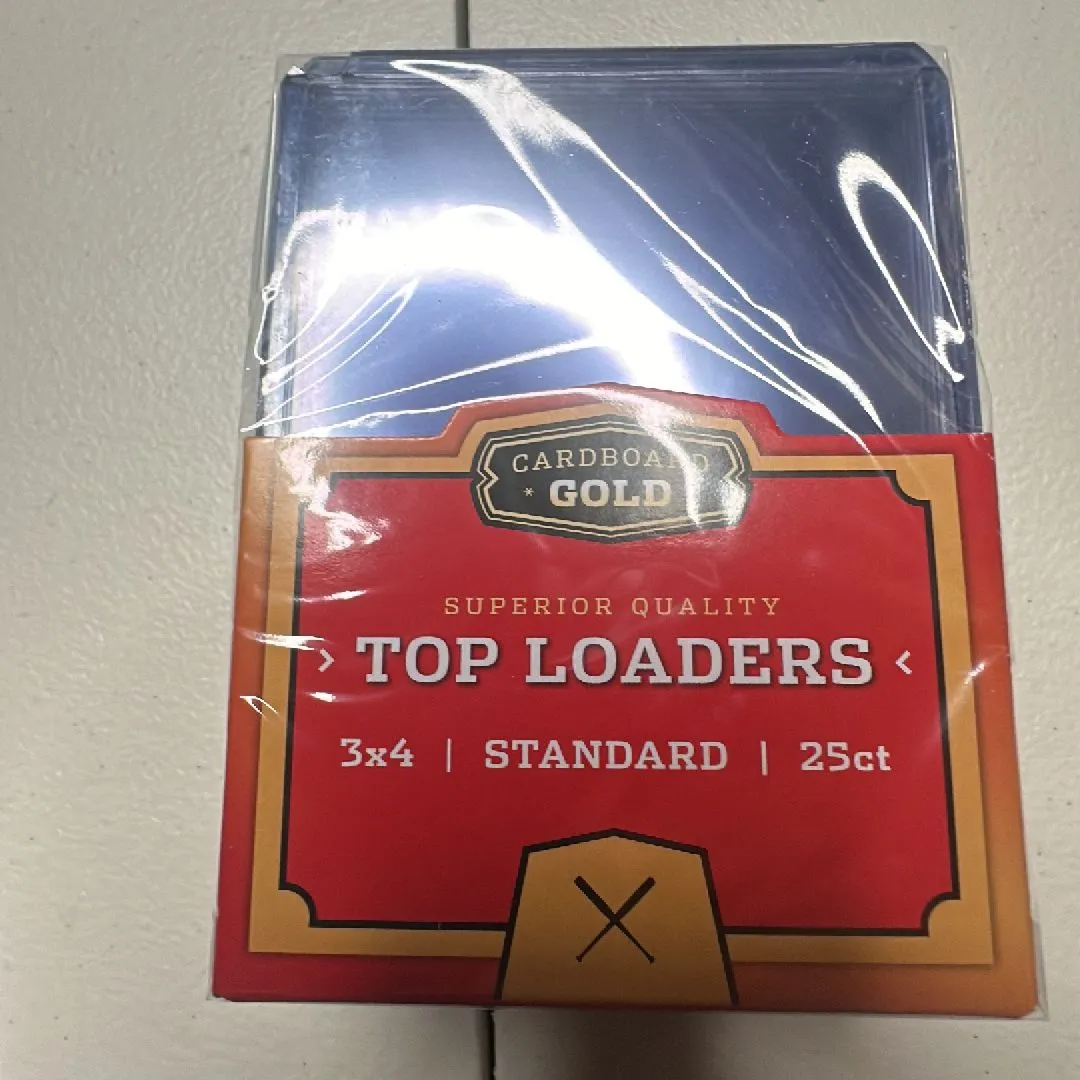 CARDBOARD
* GOLD
SUPERIOR QUALITY
> TOP LOADERS <
3x4 | STANDARD | 25ct